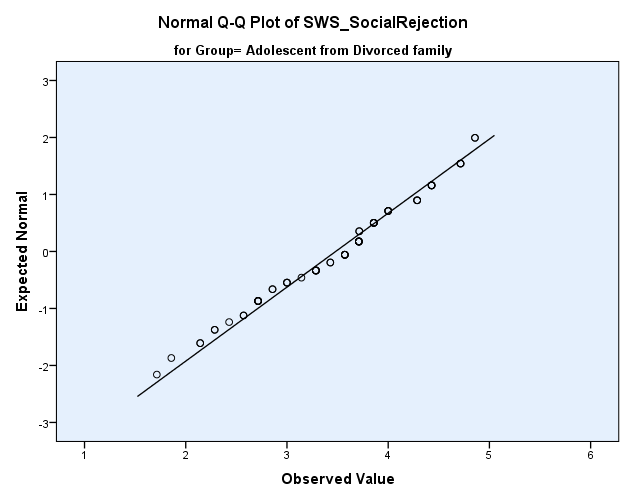 Normal Q-Q Plot of SWS_SocialRejection
for Group= Adolescent from Divorced family
3
2
1
0
-1
-2
-3
Expected Normal
1 2 3 4 5 6
Observed Value